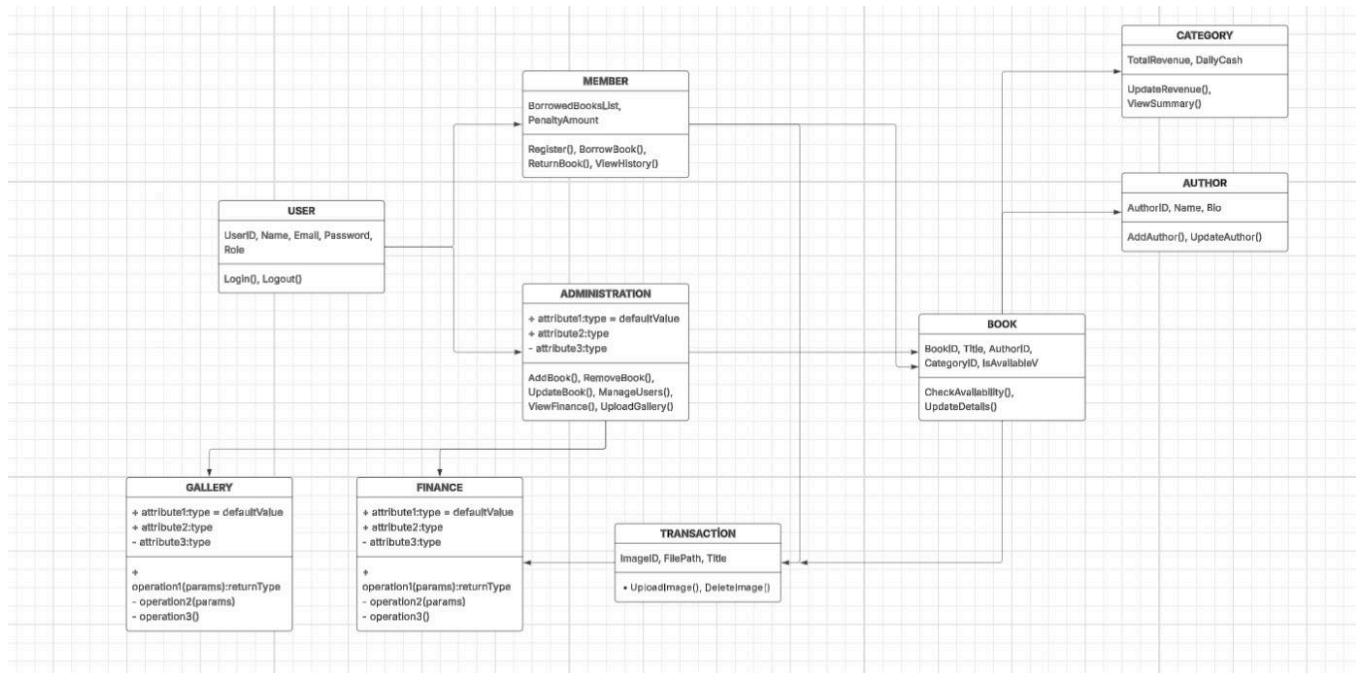 CATEGORY
TotalRevenue, DailyCash
UpdateRevenue(),
ViewSummary()
MEMBER
BorrowedBooksList,
PenaltyAmount
Register(), BorrowBook(),
ReturnBook(), ViewHistory()
AUTHOR
AuthorID, Name, Bio
AddAuthor(), UpdateAuthor()
USER
UserID, Name, Email, Password,
Role
Login(), Logout()
ADMINISTRATION
+ attribute1:type = defaultValue
+ attribute2:type
- attribute3:type
AddBook(), RemoveBook(),
UpdateBook(), ManageUsers(),
ViewFinance(), UploadGallery()
BOOK
BookID, Title, AuthorID,
CategoryID, IsAvailableV
CheckAvailability(),
UpdateDetails()
GALLERY
+ attribute1:type = defaultValue
+ attribute2:type
- attribute3:type
+
operation1(params):returnType
- operation2(params)
- operation3()
FINANCE
+ attribute1:type = defaultValue
+ attribute2:type
- attribute3:type
+
operation1(params):returnType
- operation2(params)
- operation3()
TRANSACTİON
ImageID, FilePath, Title
• UploadImage(), DeleteImage()